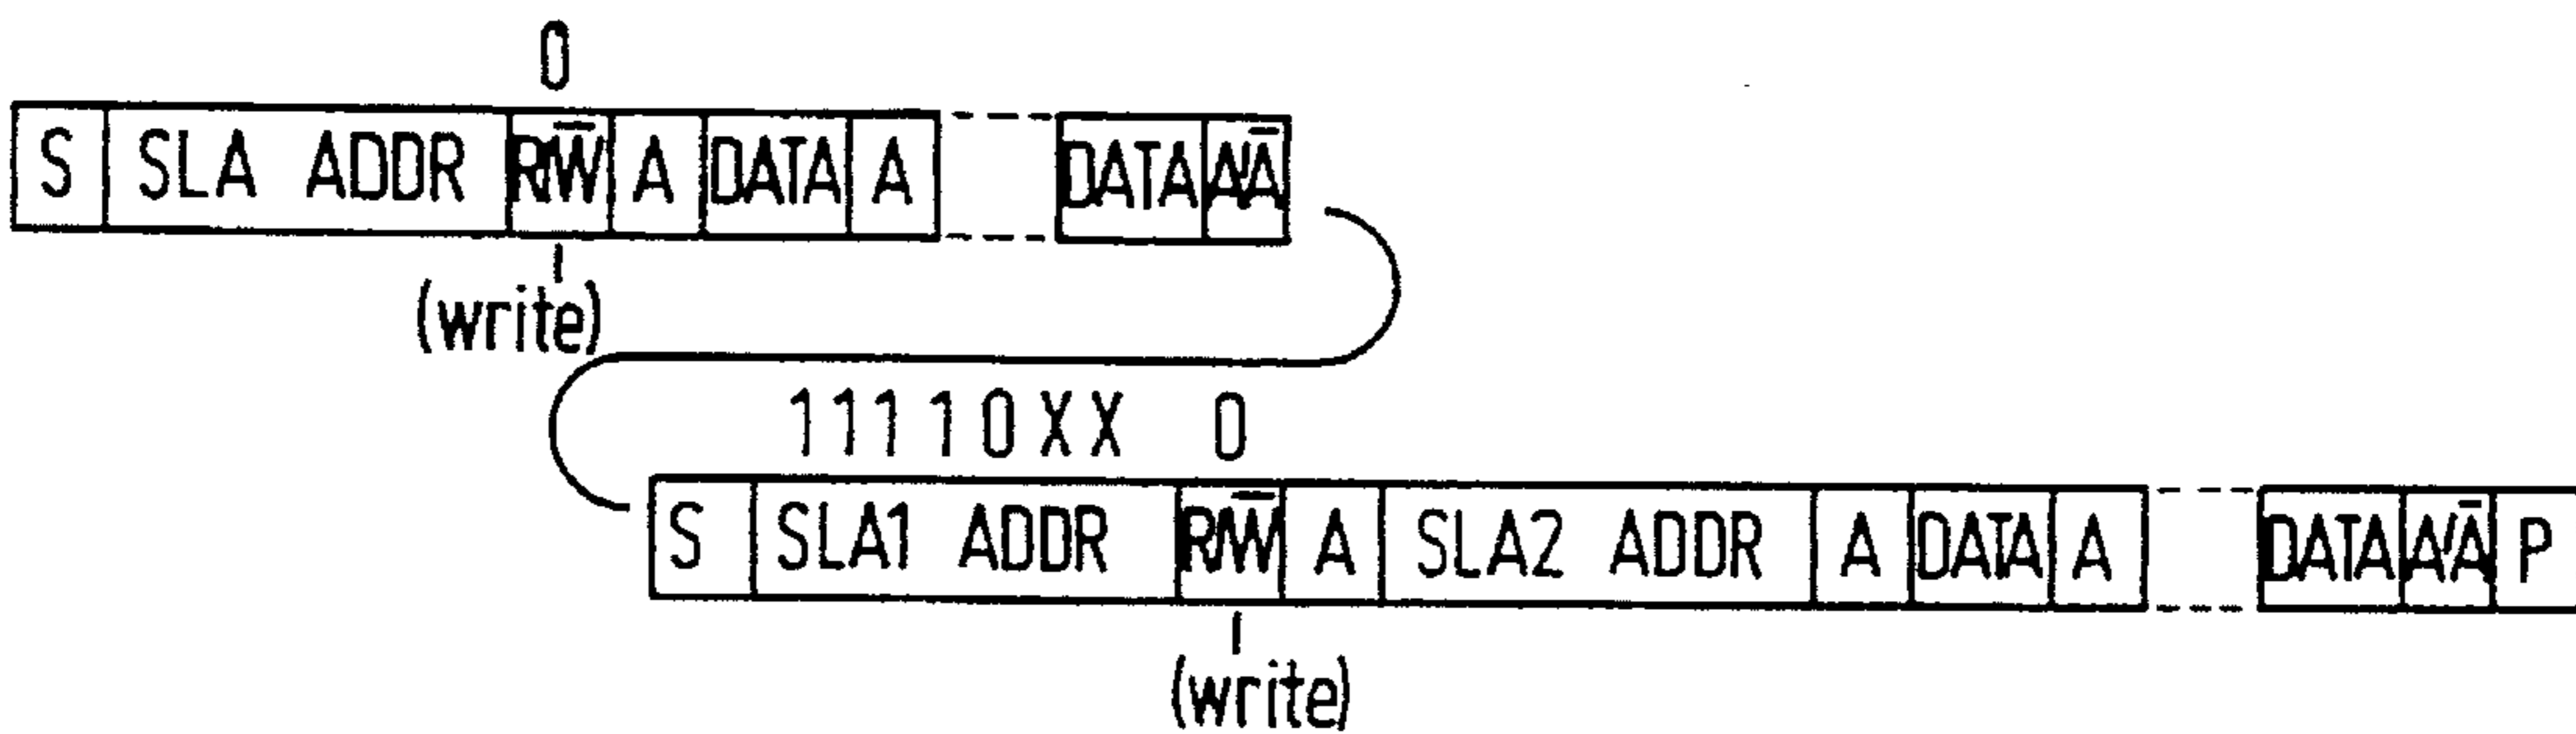 0
S SLA ADDR R/W̅ A DATA A DATA A/A̅
(write)
11110XX 0
S SLA1 ADDR R/W̅ A SLA2 ADDR A DATA A DATA A/A̅ P
(write)